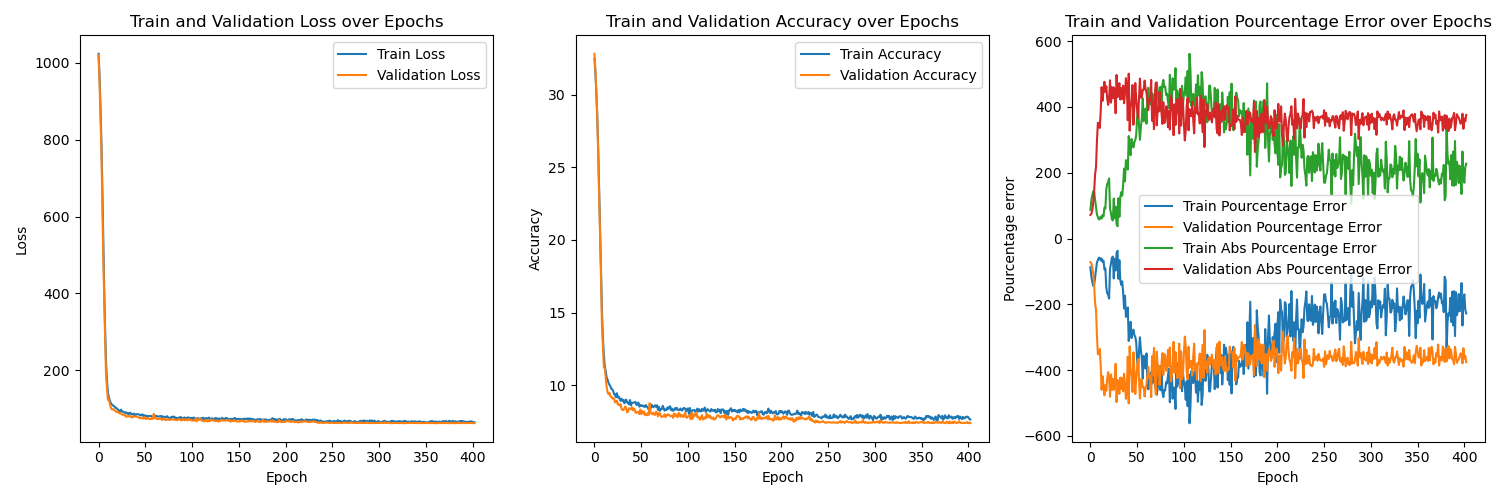 Train and Validation Loss over Epochs
Train Loss
Validation Loss
Loss
1000
800
600
400
200
0 50 100 150 200 250 300 350 400
Epoch
Train and Validation Accuracy over Epochs
Train Accuracy
Validation Accuracy
Accuracy
30
25
20
15
10
0 50 100 150 200 250 300 350 400
Epoch
Train and Validation Pourcentage Error over Epochs
Train Pourcentage Error
Validation Pourcentage Error
Train Abs Pourcentage Error
Validation Abs Pourcentage Error
Pourcentage error
600
400
200
0
−200
−400
−600
0 50 100 150 200 250 300 350 400
Epoch